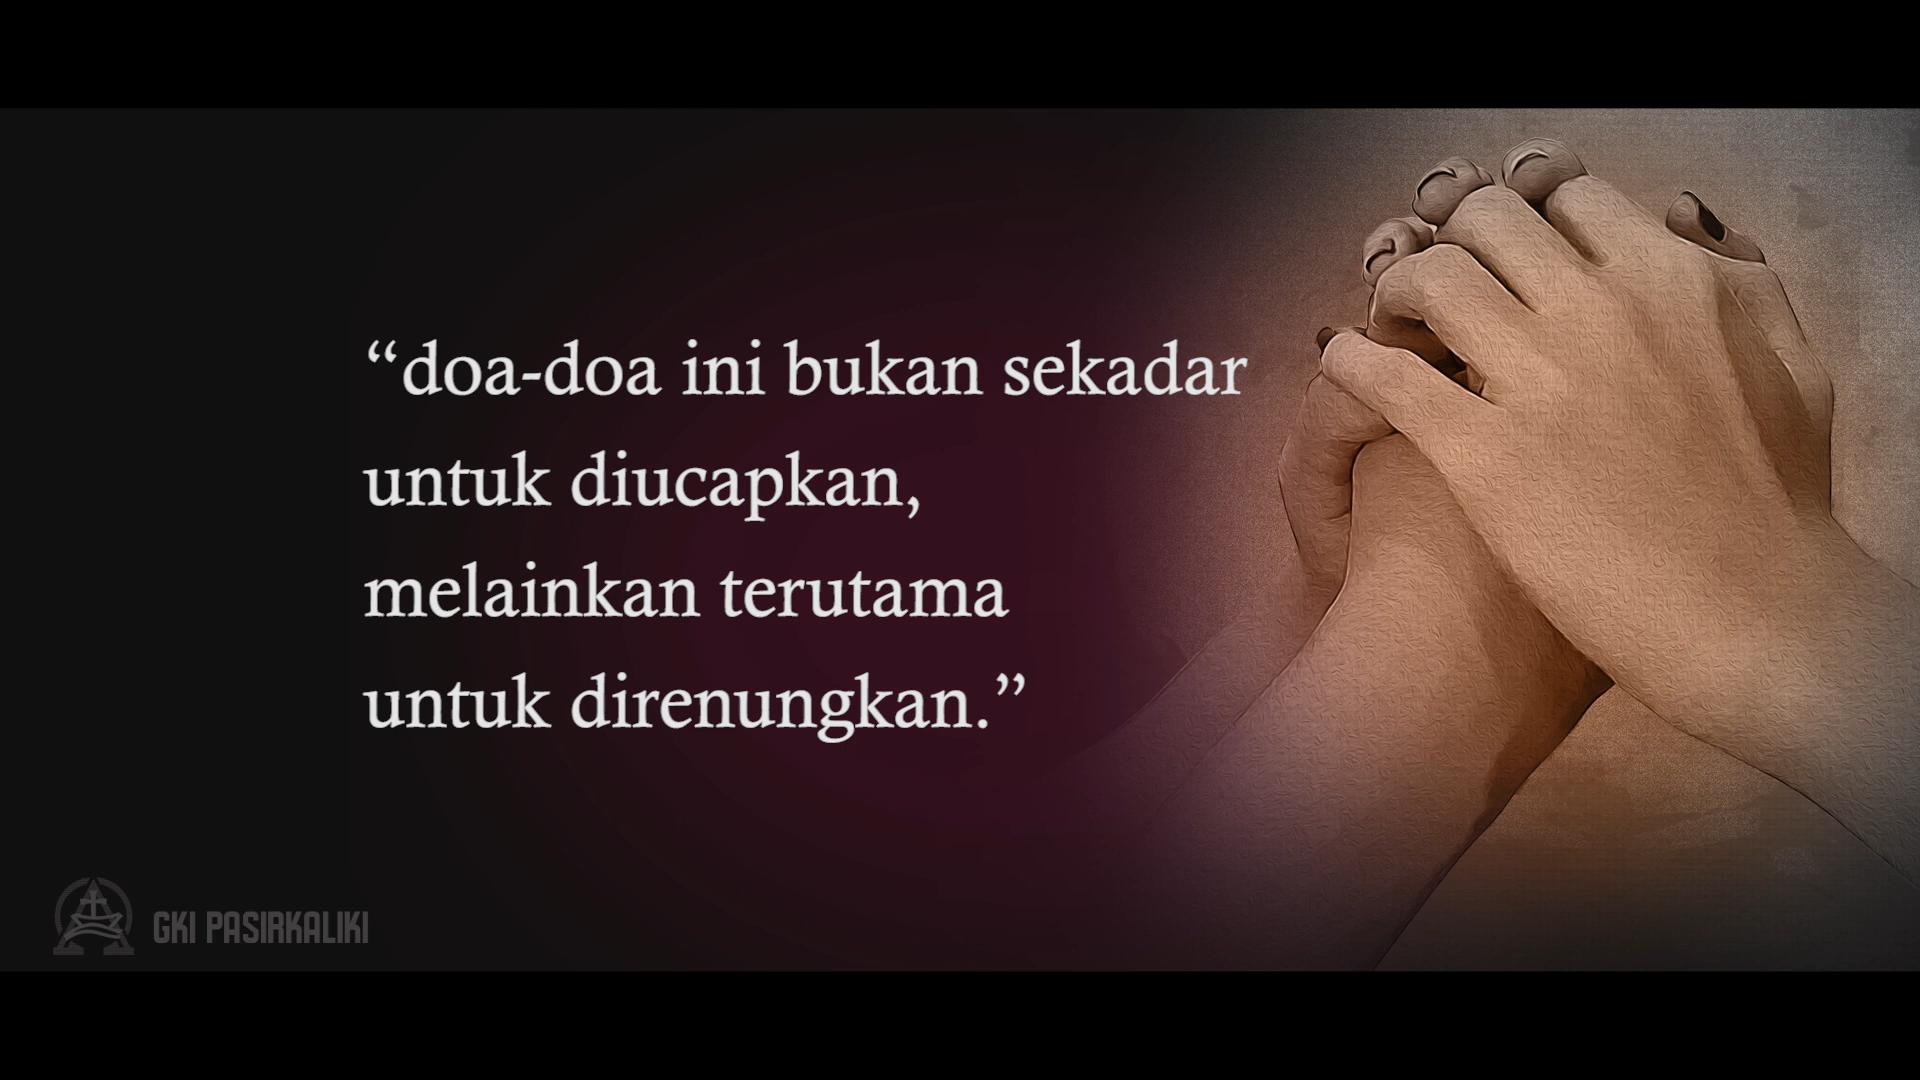 “doa-doa ini bukan sekadar
untuk diucapkan,
melainkan terutama
untuk direnungkan.”
GKI PASIRKALIKI